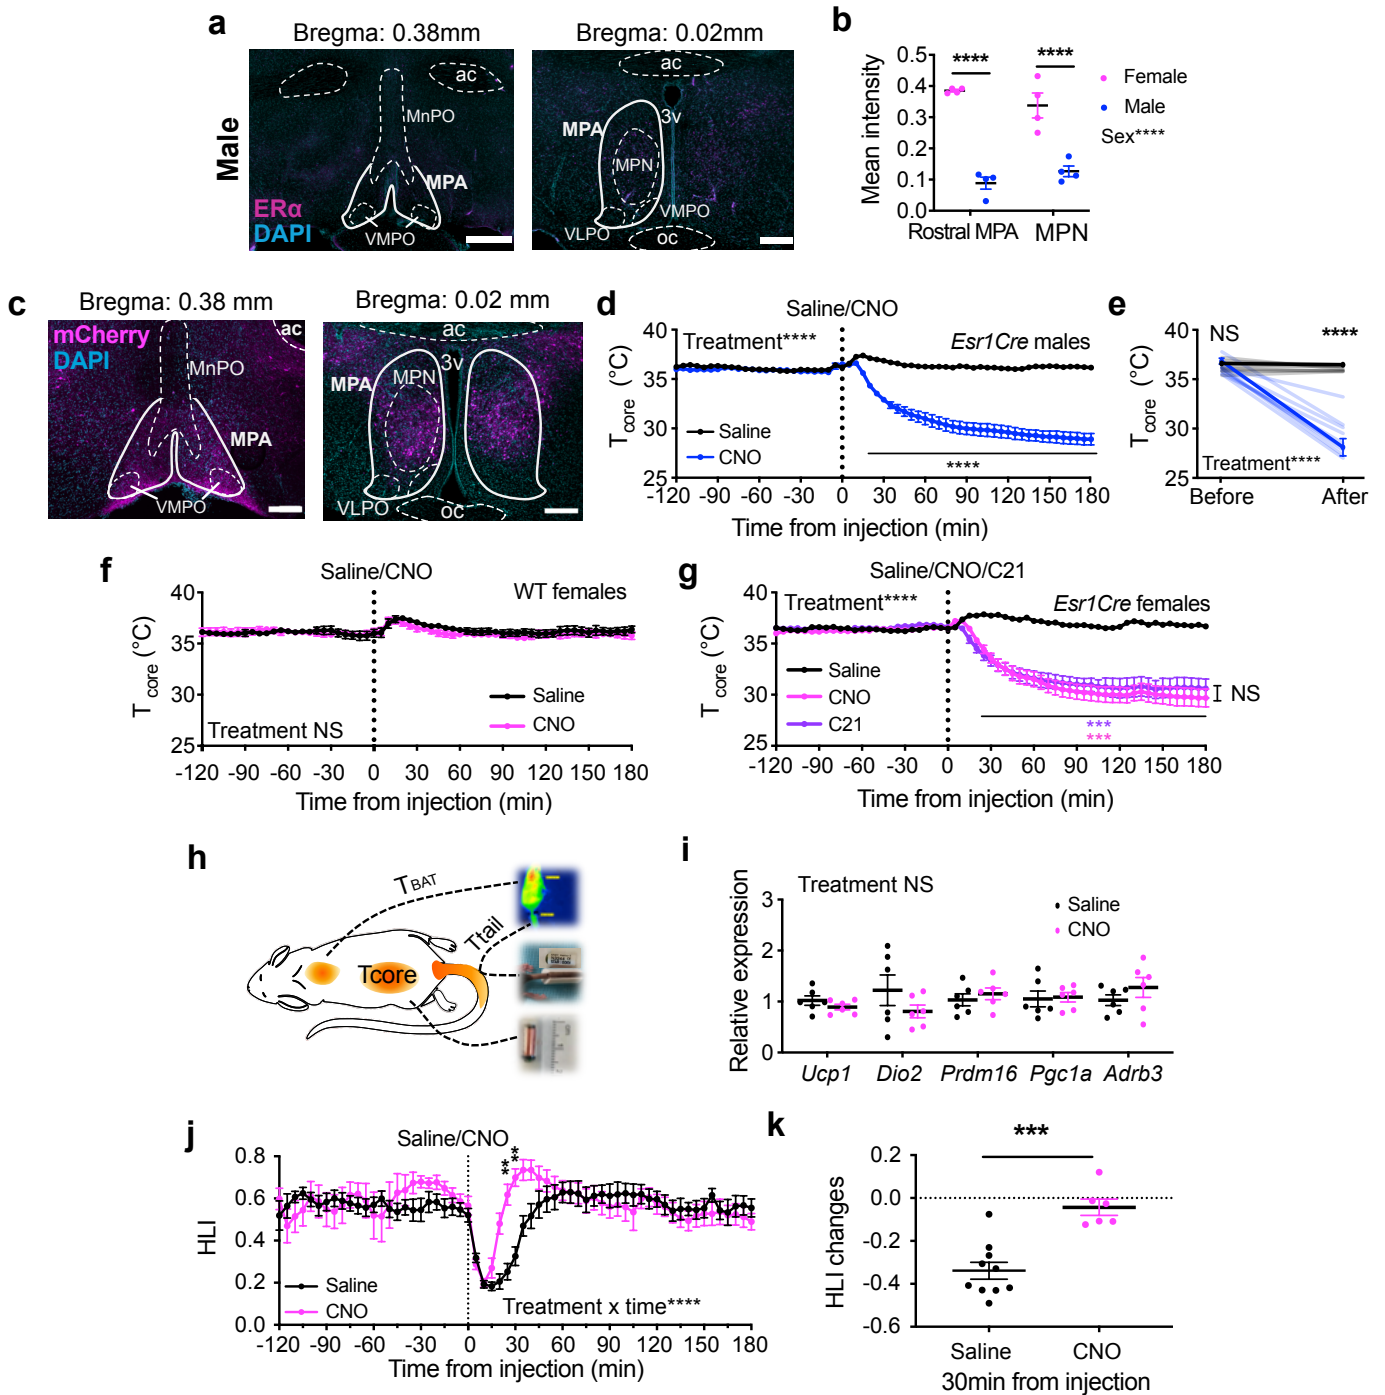 a
Bregma: 0.38mm
Bregma: 0.02mm
Male
ac
MnPO
MPA
VMPO
ERα
DAPI
ac
3v
MPA
MPN
VMPO
VLPO
oc
b
Mean intensity
0.5
0.4
0.3
0.2
0.1
0.0
**** ****
Female
Male
Sex****
Rostral MPA MPN
c
Bregma: 0.38 mm
Bregma: 0.02 mm
mCherry
DAPI
ac
MnPO
MPA
VMPO
ac
3v
MPA
MPN
VLPO
oc
d
Saline/CNO
Treatment****
Esr1Cre males
Tcore (°C)
40
35
30
25
Saline
CNO
****
-120 -90 -60 -30 0 30 60 90 120 150 180
Time from injection (min)
e
Tcore (°C)
40
35
30
25
NS ****
Treatment****
Before After
f
Saline/CNO
WT females
Tcore (°C)
40
35
30
25
Saline
CNO
Treatment NS
-120 -90 -60 -30 0 30 60 90 120 150 180
Time from injection (min)
g
Saline/CNO/C21
Treatment****
Esr1Cre females
Tcore (°C)
40
35
30
25
Saline
CNO
C21
NS
***
***
-120 -90 -60 -30 0 30 60 90 120 150 180
Time from injection (min)
h
TBAT
Ttail
Tcore
i
Relative expression
3
2
1
0
Treatment NS
Saline
CNO
Ucp1 Dio2 Prdm16 Pgc1a Adrb3
j
Saline/CNO
HLI
0.8
0.6
0.4
0.2
0.0
**
**
Saline
CNO
Treatment x time****
-120 -90 -60 -30 0 30 60 90 120 150 180
Time from injection (min)
k
***
HLI changes
0.2
0.0
-0.2
-0.4
-0.6
Saline CNO
30min from injection